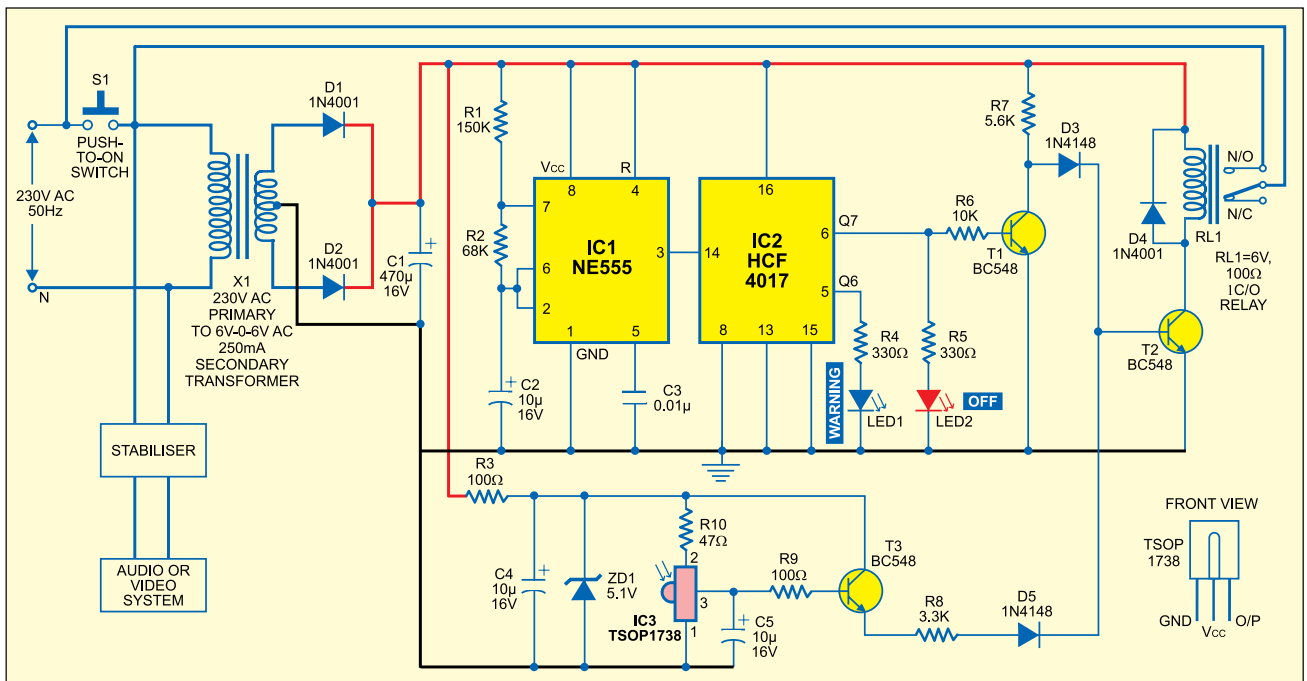 S1
PUSH-
TO-ON
SWITCH
230V AC
50Hz
N
D1
1N4001
D2
1N4001
X1
230V AC
PRIMARY
TO 6V-0-6V AC
250mA
SECONDARY
TRANSFORMER
STABILISER
AUDIO OR
VIDEO
SYSTEM
C1
470µ
16V
+
R1
150K
R2
68K
Vcc
R
8
4
7
6
2
3
1
5
IC1
NE555
GND
C2
10µ
16V
+
C3
0.01µ
16
14
IC2
HCF
4017
6
5
8
13
15
Q7
Q6
R4
330Ω
R5
330Ω
WARNING
LED1
OFF
LED2
R6
10K
R7
5.6K
T1
BC548
D3
1N4148
D4
1N4001
N/O
N/C
RL1
RL1=6V,
100Ω
1C/O
RELAY
T2
BC548
R3
100Ω
C4
10µ
16V
+
ZD1
5.1V
R10
47Ω
2
3
1
IC3
TSOP1738
C5
10µ
16V
+
R9
100Ω
T3
BC548
R8
3.3K
D5
1N4148
FRONT VIEW
TSOP
1738
GND
Vcc
O/P